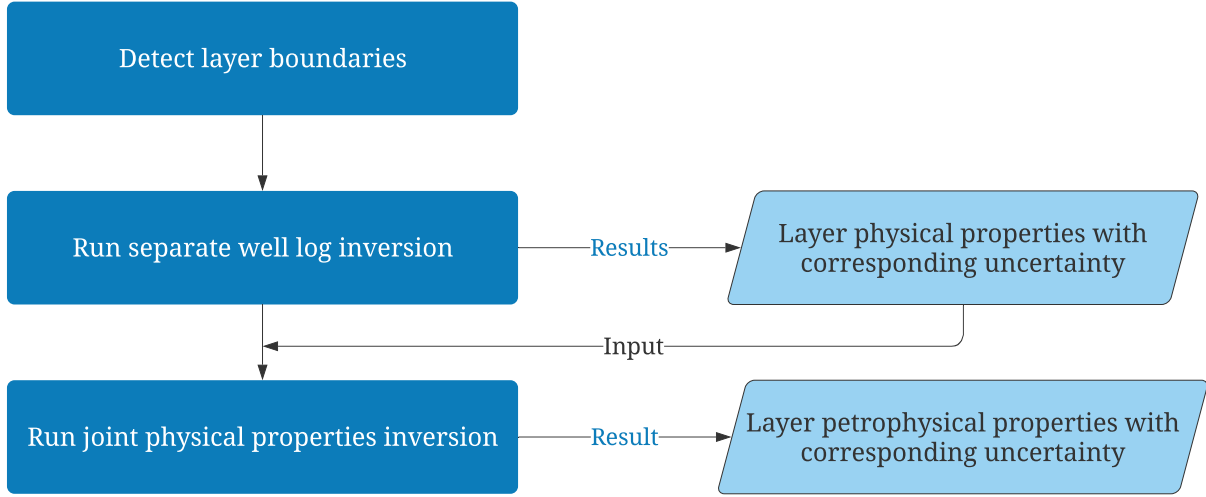 Detect layer boundaries
Run separate well log inversion
Results
Layer physical properties with
corresponding uncertainty
Input
Run joint physical properties inversion
Result
Layer petrophysical properties with
corresponding uncertainty